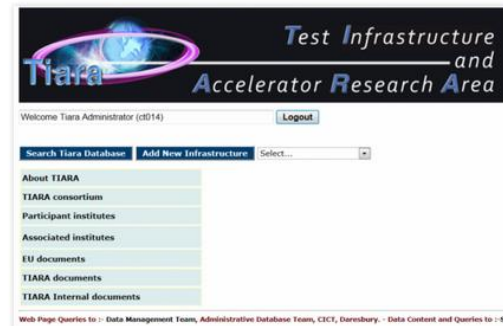 Tiara
Test Infrastructure
and
Accelerator Research Area
Welcome Tiara Administrator (ct014)
Logout
Search Tiara Database
Add New Infrastructure
Select...
About TIARA
TIARA consortium
Participant institutes
Associated institutes
EU documents
TIARA documents
TIARA Internal documents
Web Page Queries to :- Data Management Team, Administrative Database Team, CICT, Daresbury. - Data Content and Queries to :-